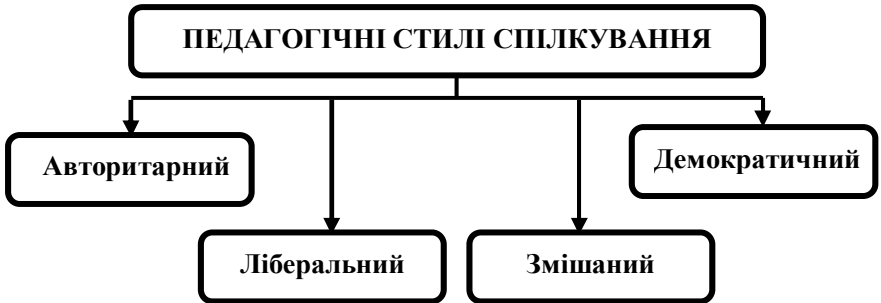 ПЕДАГОГІЧНІ СТИЛІ СПІЛКУВАННЯ
Авторитарний
Демократичний
Ліберальний
Змішаний